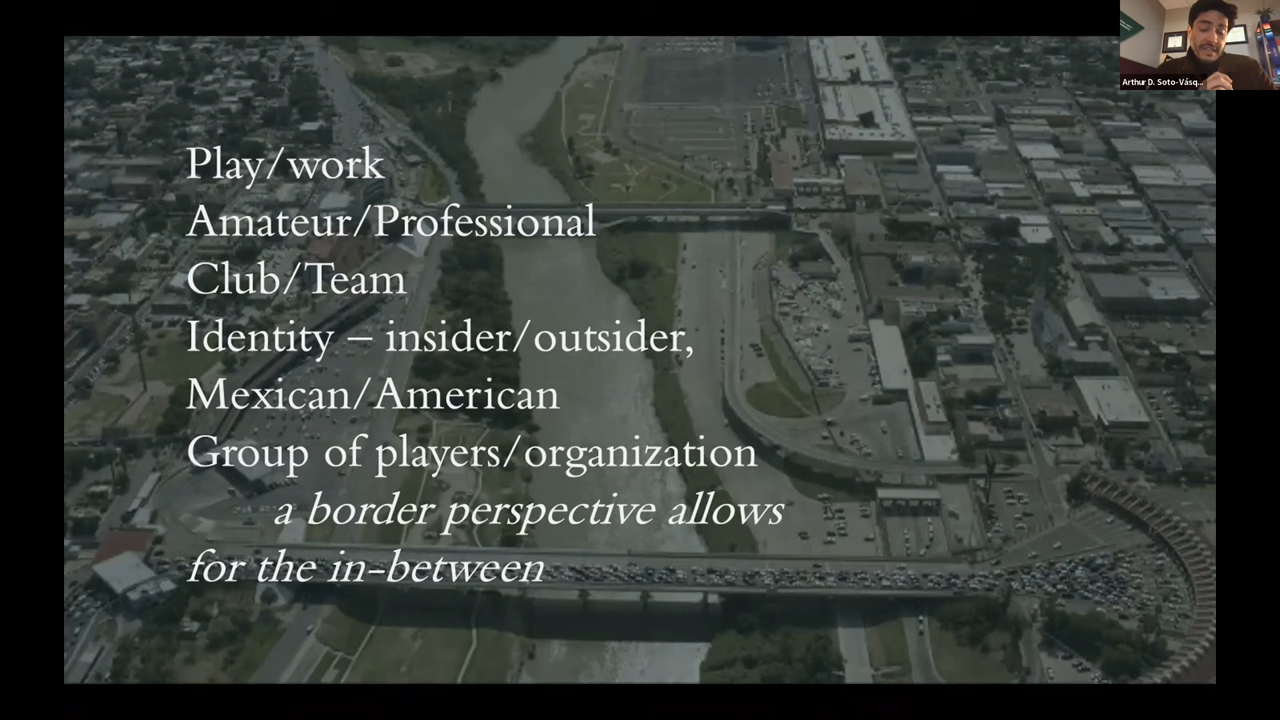 Arthur D. Soto-Vásq...
Play/work
Amateur/Professional
Club/Team
Identity – insider/outsider,
Mexican/American
Group of players/organization
a border perspective allows
for the in-between